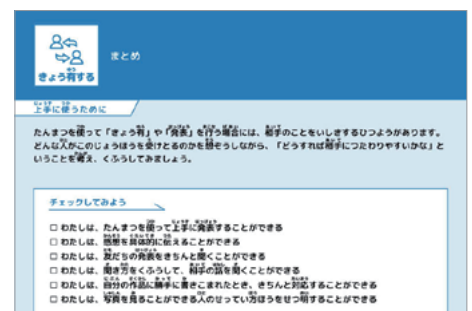 きょう有する
まとめ
上手に使うために
たんまつを使って「きょう有」や「発表」を行う場合には、相手のことをいしきするひつようがあります。
どんな人がこのじょうほうを受けとるのかを想ぞうしながら、「どうすれば相手につたわりやすいかな」と
いうことを考え、くふうしてみましょう。
チェックしてみよう
□ わたしは、たんまつを使って上手に発表することができる
□ わたしは、感想を具体的に伝えることができる
□ わたしは、友だちの発表をきちんと聞くことができる
□ わたしは、聞き方をくふうして、相手の話を聞くことができる
□ わたしは、自分の作品に勝手に書きこまれたとき、きちんと対応することができる
□ わたしは、写真を見ることができる人のせってい方ほうをせつ明することができる